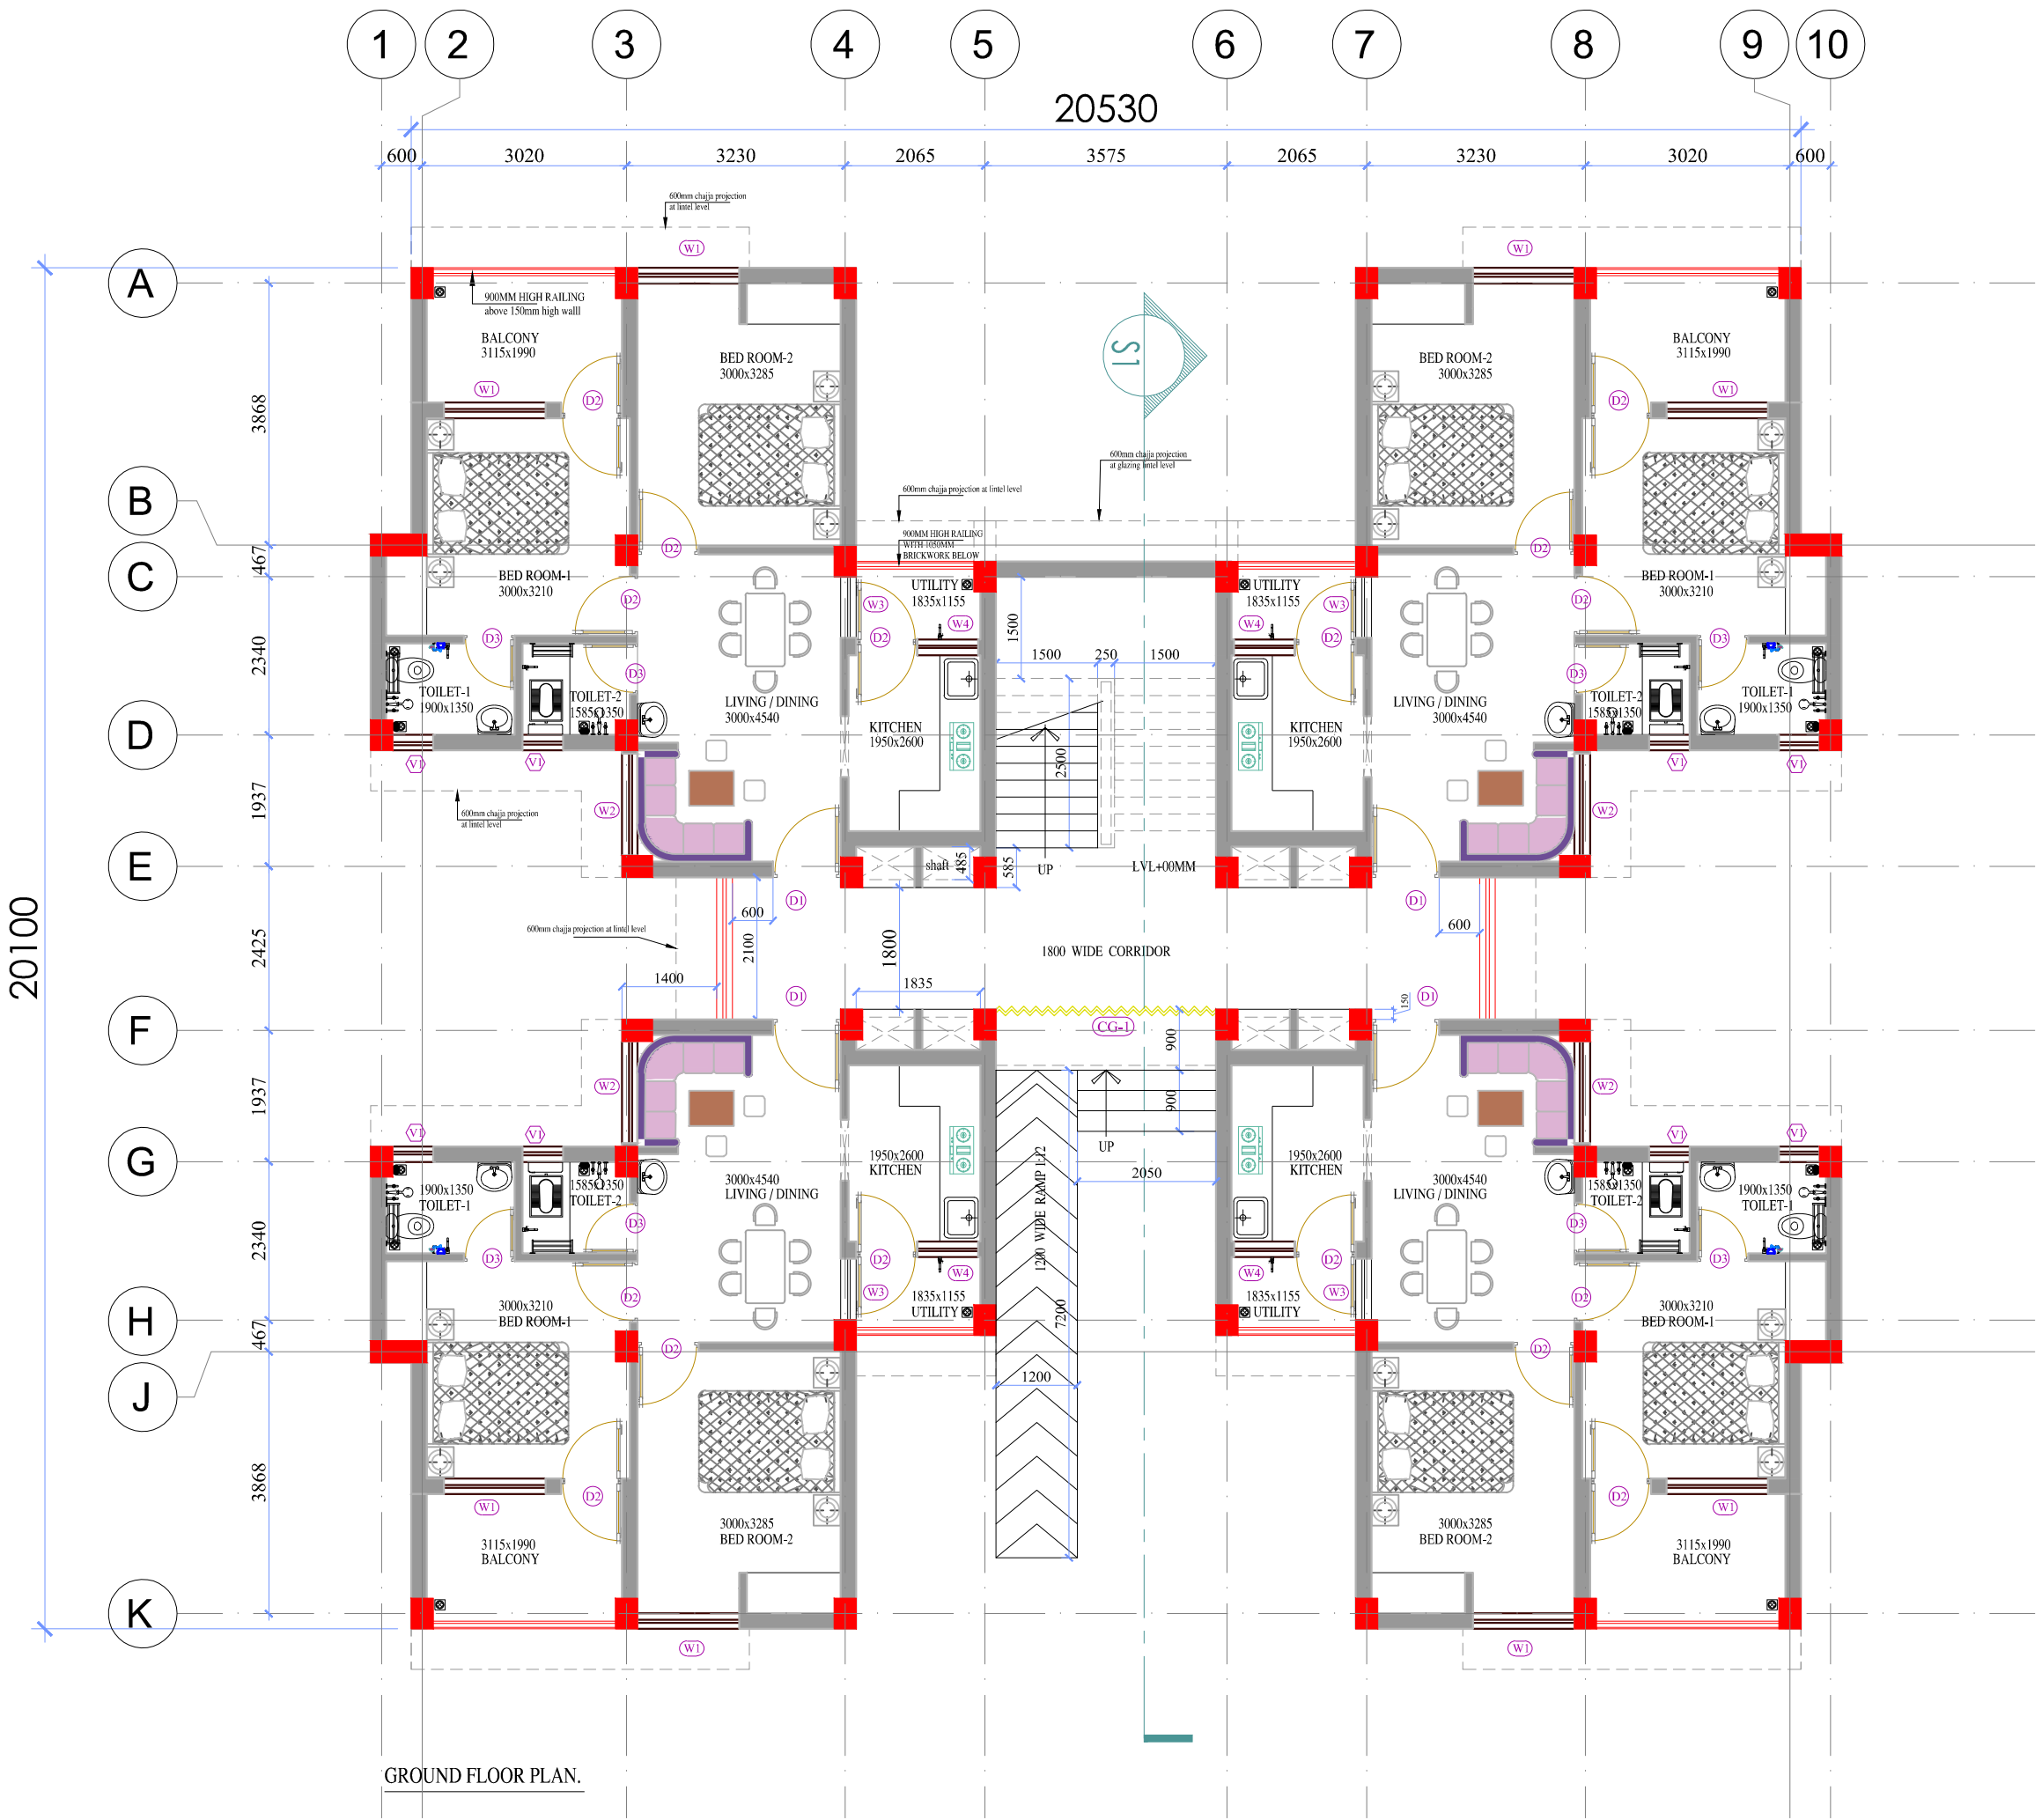 1 2 3 4 5 6 7 8 9 10
20530
600 3020 3230 2065 3575 2065 3230 3020 600
600mm chajja projection
at lintel level
W1 W1
A
900MM HIGH RAILING
above 150mm high walll
BALCONY
3115x1990
BED ROOM-2
3000x3285
S1
BED ROOM-2
3000x3285
BALCONY
3115x1990
W1 D2 D2 W1
3868
600mm chajja projection
at glazing lintel level
600mm chajja projection at lintel level
B
900MM HIGH RAILING
WITH 1050MM
BRICKWORK BELOW
D2 D2
467
C
BED ROOM-1
3000x3210
D2
UTILITY
1835x1155
W3 W4 D2
UTILITY
1835x1155
W3 W4 D2
BED ROOM-1
3000x3210
D2
1500
1500 250 1500
2340
D3 D3 D3 D3
TOILET-1
1900x1350
TOILET-2
1585x1350
LIVING / DINING
3000x4540
KITCHEN
1950x2600
KITCHEN
1950x2600
LIVING / DINING
3000x4540
TOILET-2
1585x1350
TOILET-1
1900x1350
D
V1 V1 V1 V1
2500
1937
W2 W2
600mm chajja projection
at lintel level
E
shaft 485 585 UP LVL+00MM
D1 D1
600 600
20100
600mm chajja projection at lintel level
2425 2100 1800
1800 WIDE CORRIDOR
1400 1835
D1 D1
150
F
CG-1
900
1937
W2 W2
900
UP
V1 V1 V1 V1
G
1200 WIDE RAMP 1:12
2050
1900x1350
TOILET-1
1585x1350
TOILET-2
3000x4540
LIVING / DINING
1950x2600
KITCHEN
1950x2600
KITCHEN
3000x4540
LIVING / DINING
1585x1350
TOILET-2
1900x1350
TOILET-1
2340
D3 D3 D3 D3
D2 W4 W3
W4 D2 W3
3000x3210
BED ROOM-1
D2
1835x1155
UTILITY
1835x1155
UTILITY
D2
3000x3210
BED ROOM-1
H
7200
467
D2 D2
J
1200
3868
D2 W1
D2 W1
3000x3285
BED ROOM-2
3000x3285
BED ROOM-2
3115x1990
BALCONY
3115x1990
BALCONY
K
W1 W1
GROUND FLOOR PLAN.